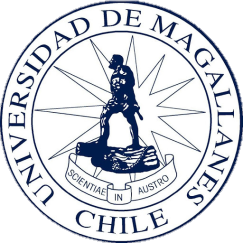 UNIVERSIDAD DE MAGALLANES
CHILE
SCIENTIAE IN AUSTRO